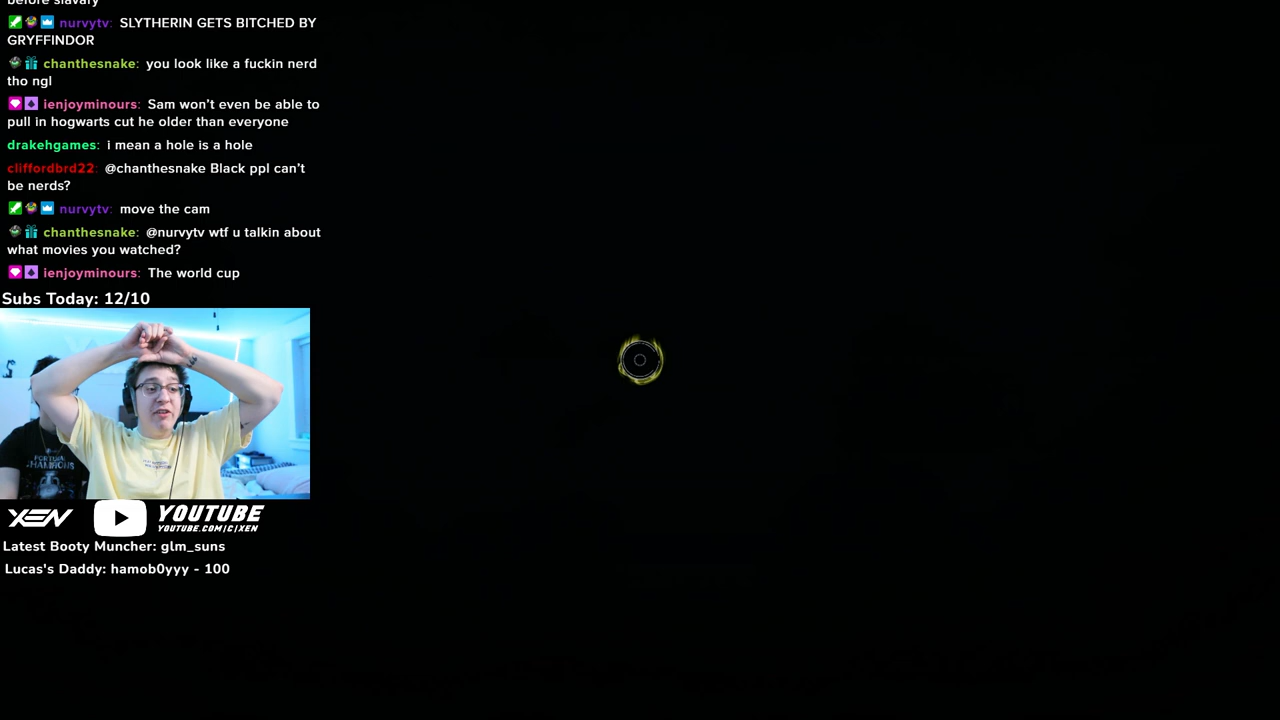 before slavary
nurvytv: SLYTHERIN GETS BITCHED BY
GRYFFINDOR
chanthesnake: you look like a fuckin nerd
tho ngl
ienjoyminours: Sam won't even be able to
pull in hogwarts cut he older than everyone
drakehgames: i mean a hole is a hole
cliffordbrd22: @chanthesnake Black ppl can't
be nerds?
nurvytv: move the cam
chanthesnake: @nurvytv wtf u talkin about
what movies you watched?
ienjoyminours: The world cup
Subs Today: 12/10
CHAMPIONS
XEN
YOUTUBE
YOUTUBE.COM/C/XEN
Latest Booty Muncher: glm_suns
Lucas's Daddy: hamob0yyy - 100